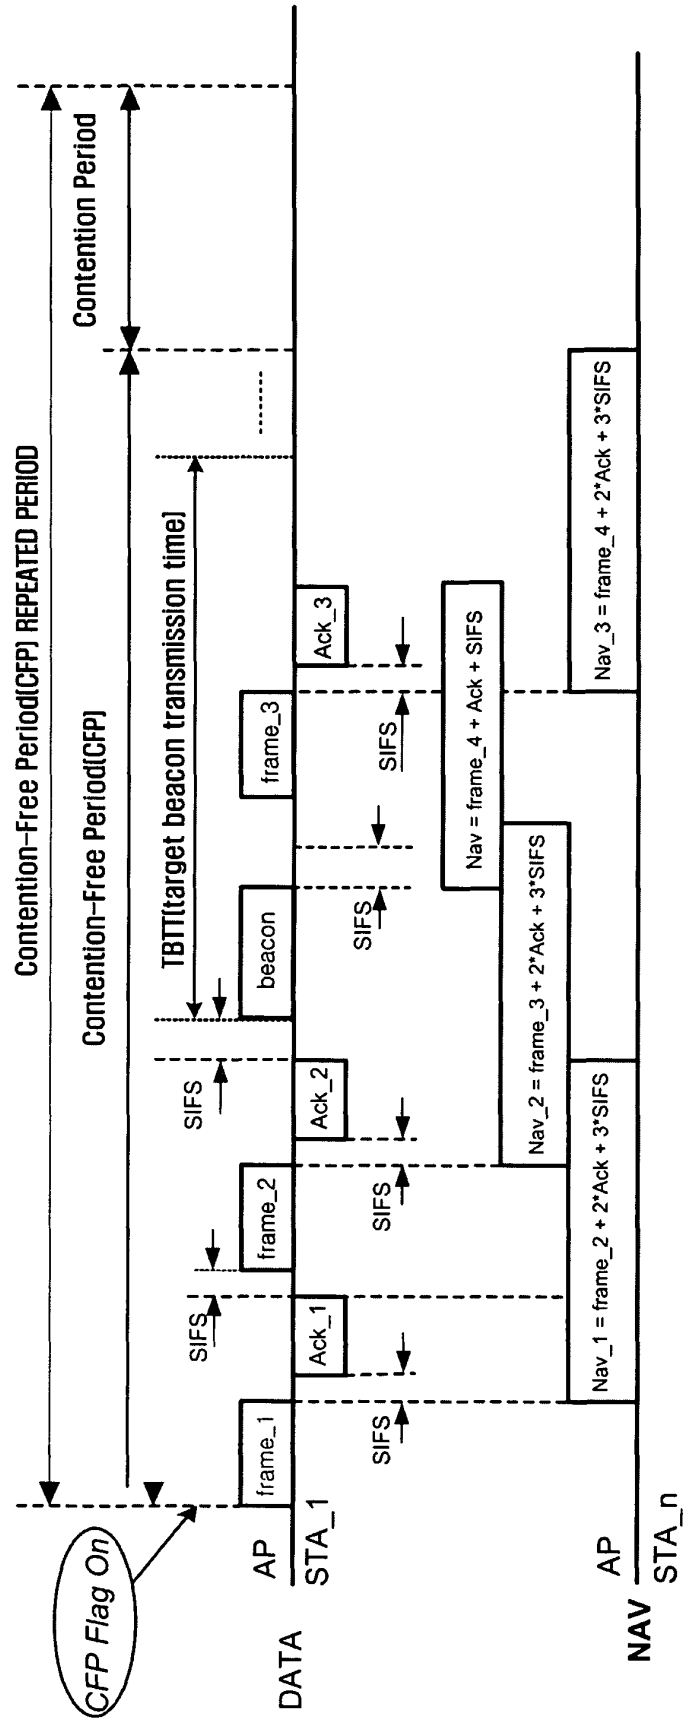 Contention-Free Period(CFP) REPEATED PERIOD
Contention-Free Period(CFP)
Contention Period
CFP Flag On
TBTT(target beacon transmission time)
SIFS
SIFS
DATA
AP
STA_1
frame_1
Ack_1
frame_2
Ack_2
beacon
frame_3
Ack_3
SIFS
SIFS
SIFS
SIFS
Nav = frame_4 + Ack + SIFS
Nav_2 = frame_3 + 2*Ack + 3*SIFS
Nav_1 = frame_2 + 2*Ack + 3*SIFS
Nav_3 = frame_4 + 2*Ack + 3*SIFS
NAV
AP
STA_n